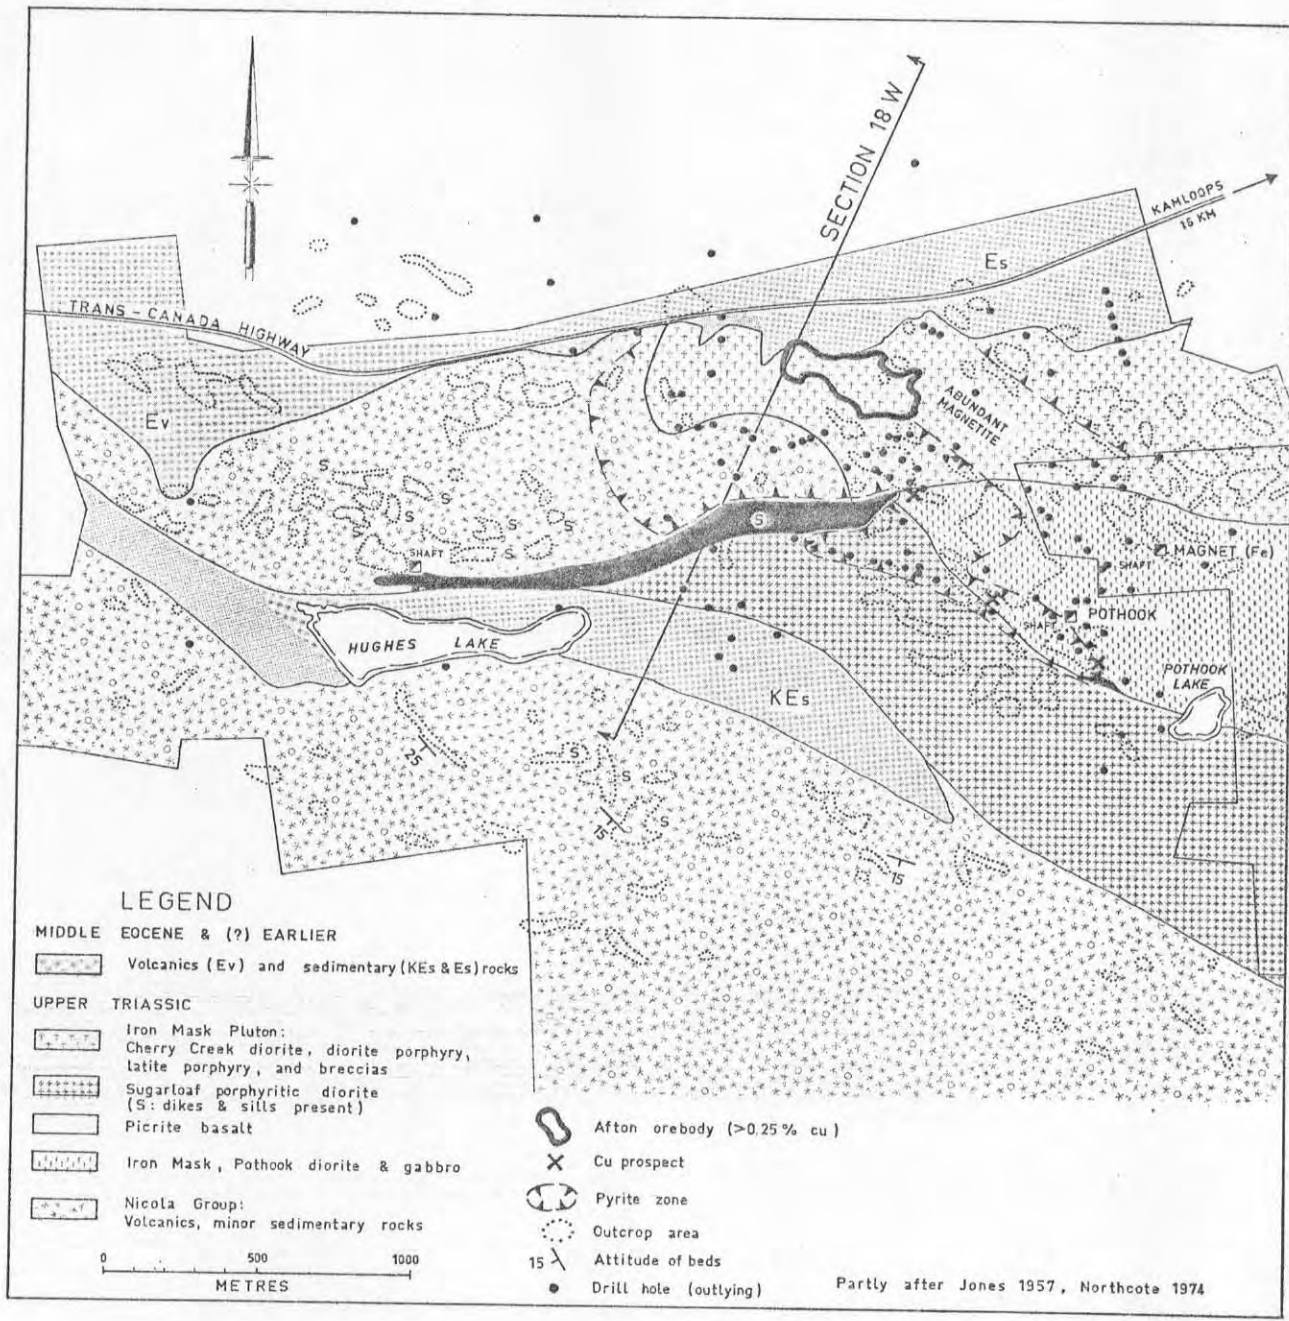 SECTION 18 W
KAMLOOPS
15 KM
Es
TRANS - CANADA HIGHWAY
Ev
ABUNDANT
MAGNETITE
S
S
S
S
S
S
S
S
SHAFT
MAGNET (Fe)
SHAFT
POTHOOK
SHAFT
HUGHES LAKE
POTHOOK
LAKE
KEs
25
S
S
15
S
15
LEGEND
MIDDLE EOCENE & (?) EARLIER
Volcanics (Ev) and sedimentary (KEs & Es) rocks
UPPER TRIASSIC
Iron Mask Pluton:
Cherry Creek diorite, diorite porphyry,
latite porphyry, and breccias
Sugarloaf porphyritic diorite
(S: dikes & sills present)
Picrite basalt
Iron Mask, Pothook diorite & gabbro
Nicola Group:
Volcanics, minor sedimentary rocks
0 500 1000
METRES
Afton orebody (>0.25% cu)
Cu prospect
Pyrite zone
Outcrop area
15 Attitude of beds
Drill hole (outlying)
Partly after Jones 1957, Northcote 1974